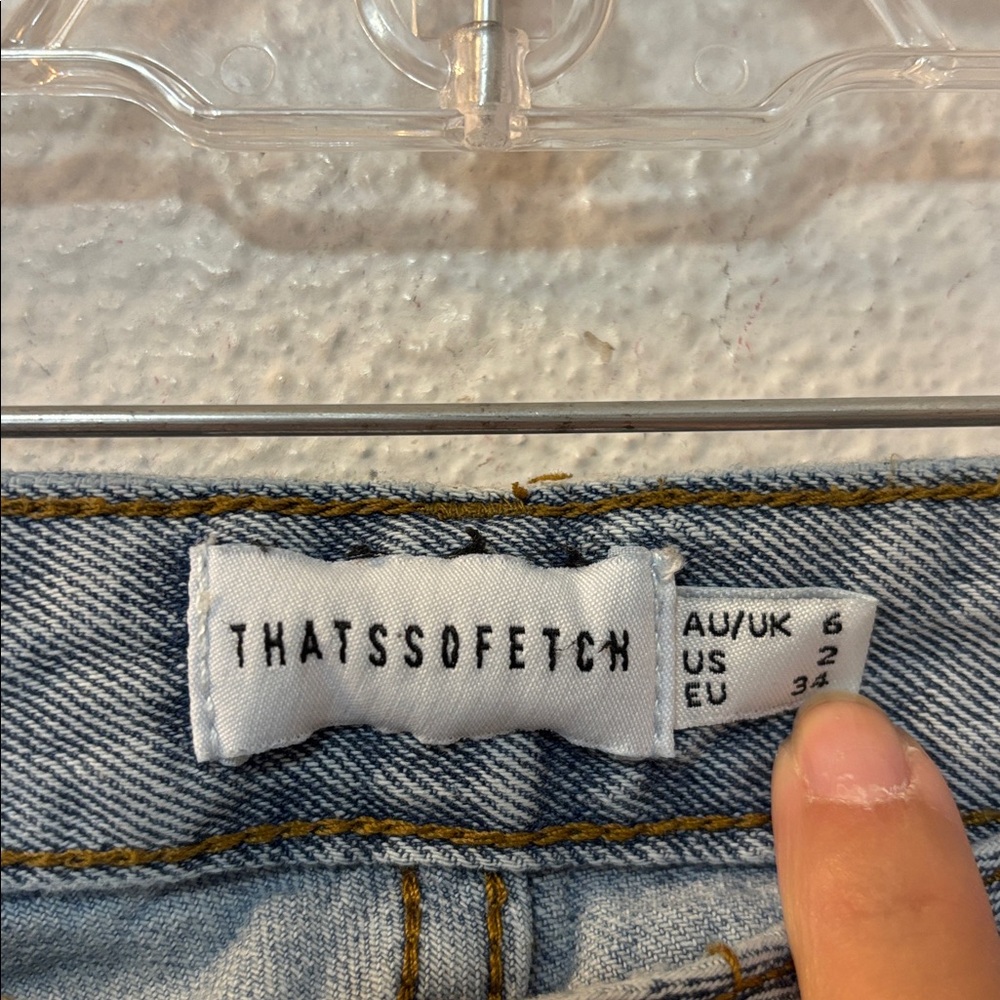 THATSSOFETCH
AU/UK 6
US 2
EU 34